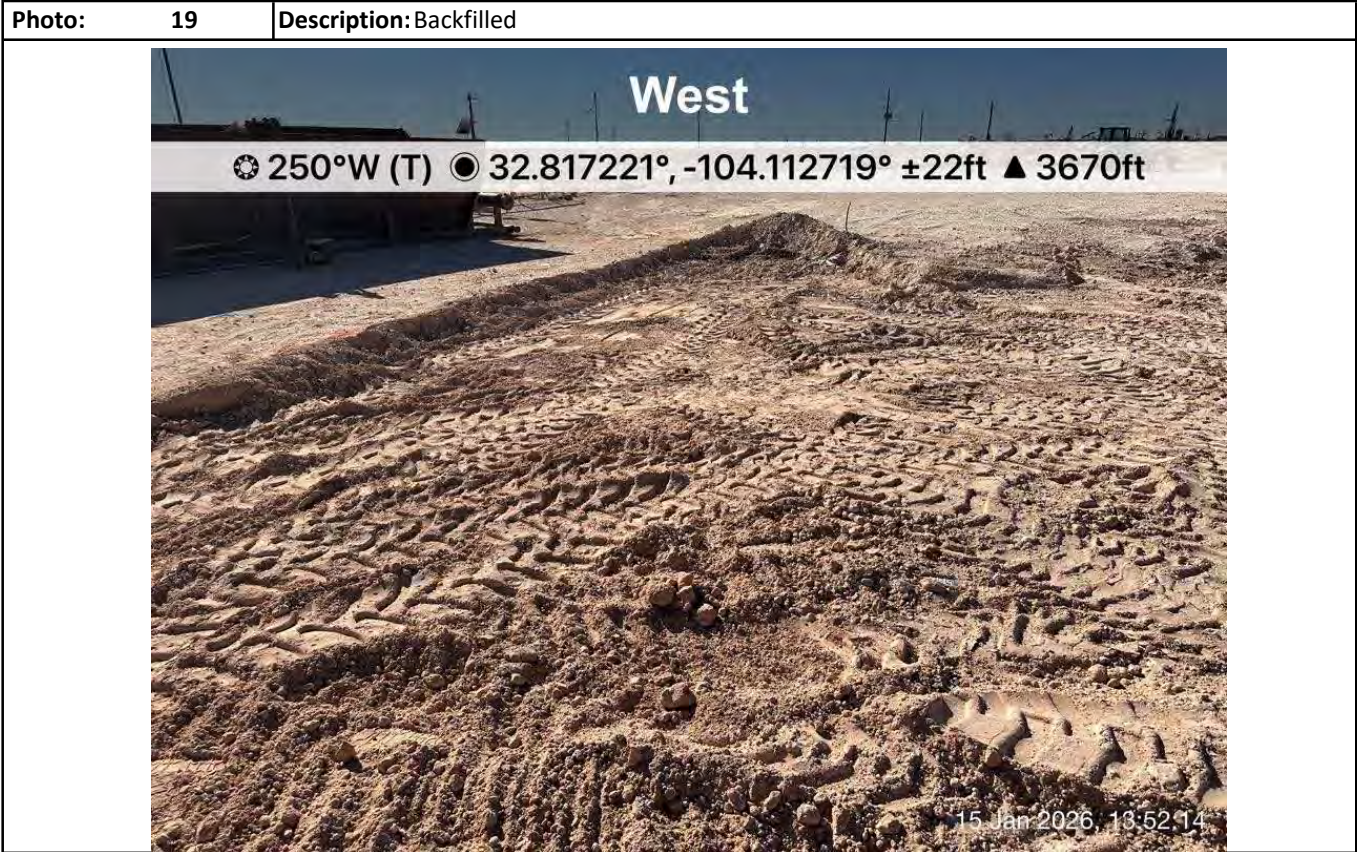 Photo: 19 Description: Backfilled
West
250°W (T) 32.817221°, -104.112719° ±22ft ▲ 3670ft
15 Jan 2026, 13:52:14